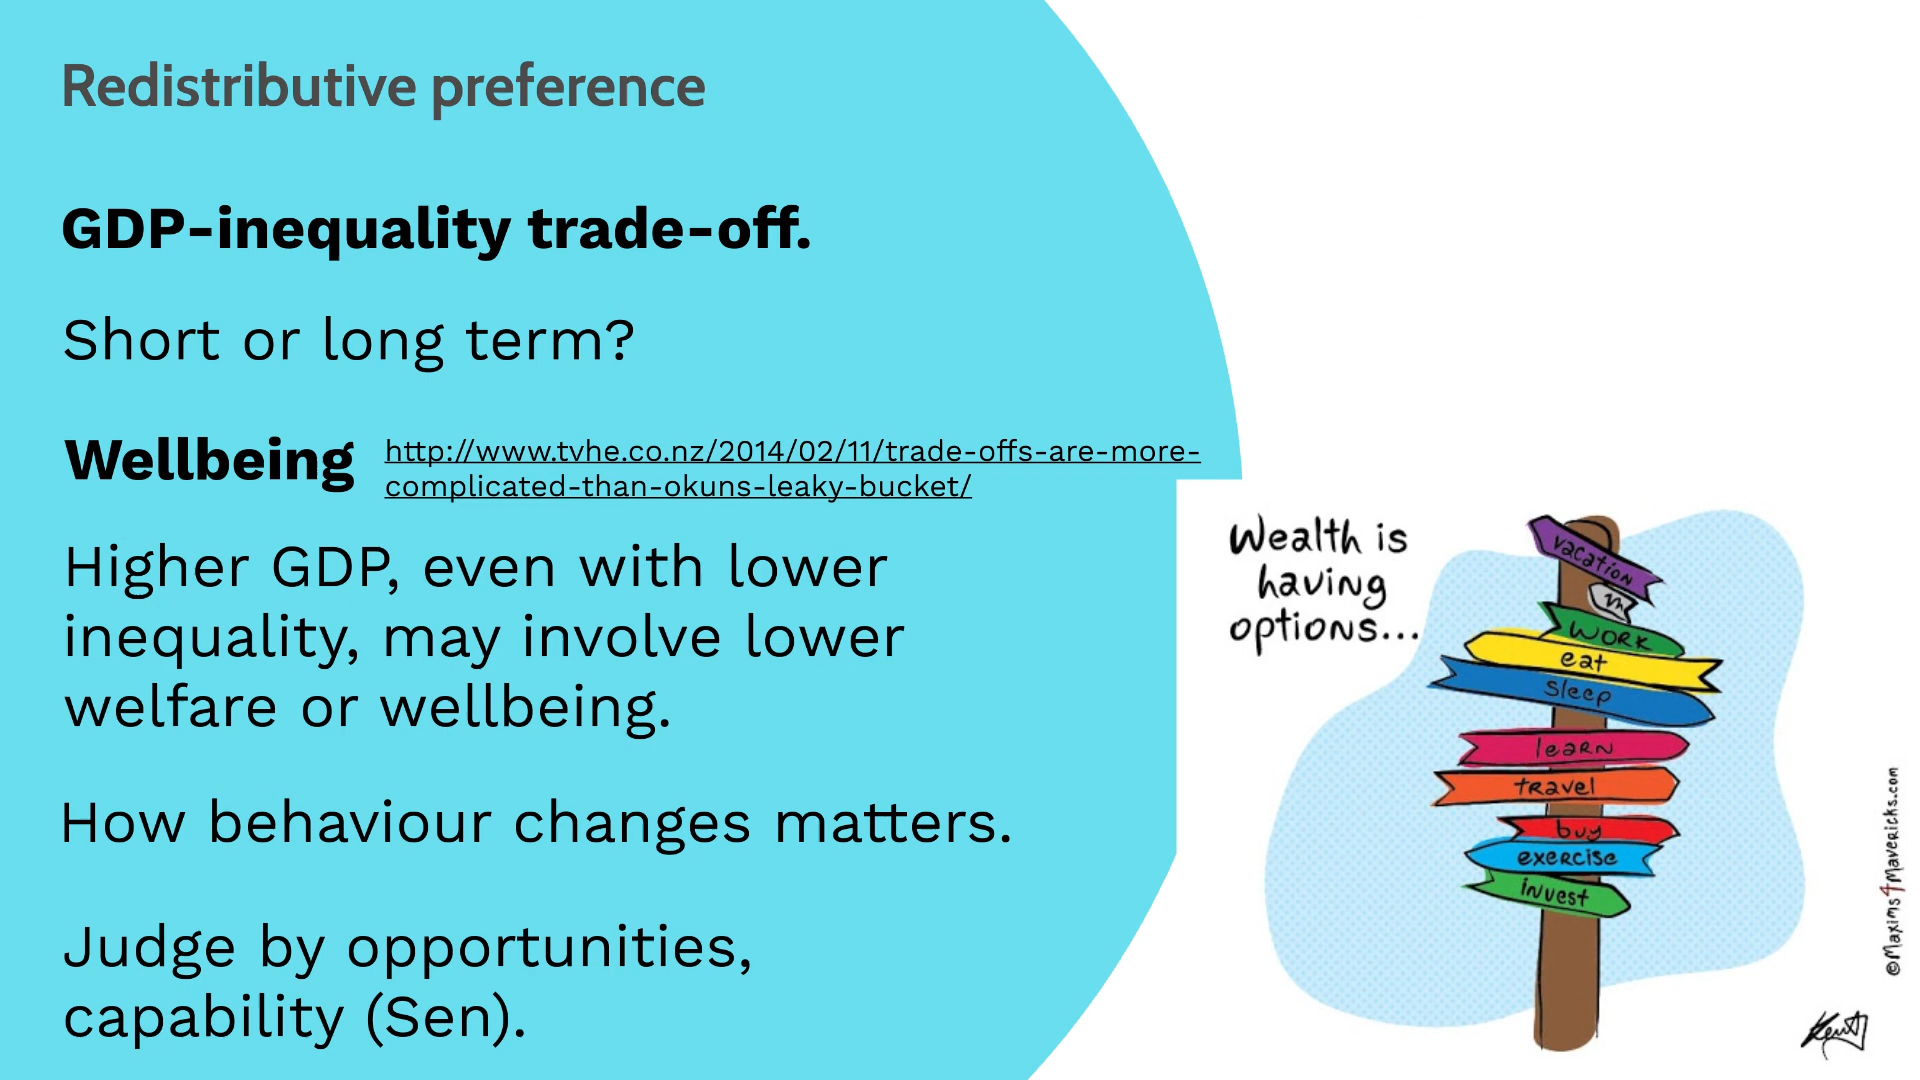 Redistributive preference
GDP-inequality trade-off.
Short or long term?
Wellbeing
http://www.tvhe.co.nz/2014/02/11/trade-offs-are-more-
complicated-than-okuns-leaky-bucket/
Higher GDP, even with lower
inequality, may involve lower
welfare or wellbeing.
How behaviour changes matters.
Judge by opportunities,
capability (Sen).
Wealth is
having
options...
vacation
WORK
eat
sleep
learn
travel
buy
exercise
invest
©Maxims4Mavericks.com